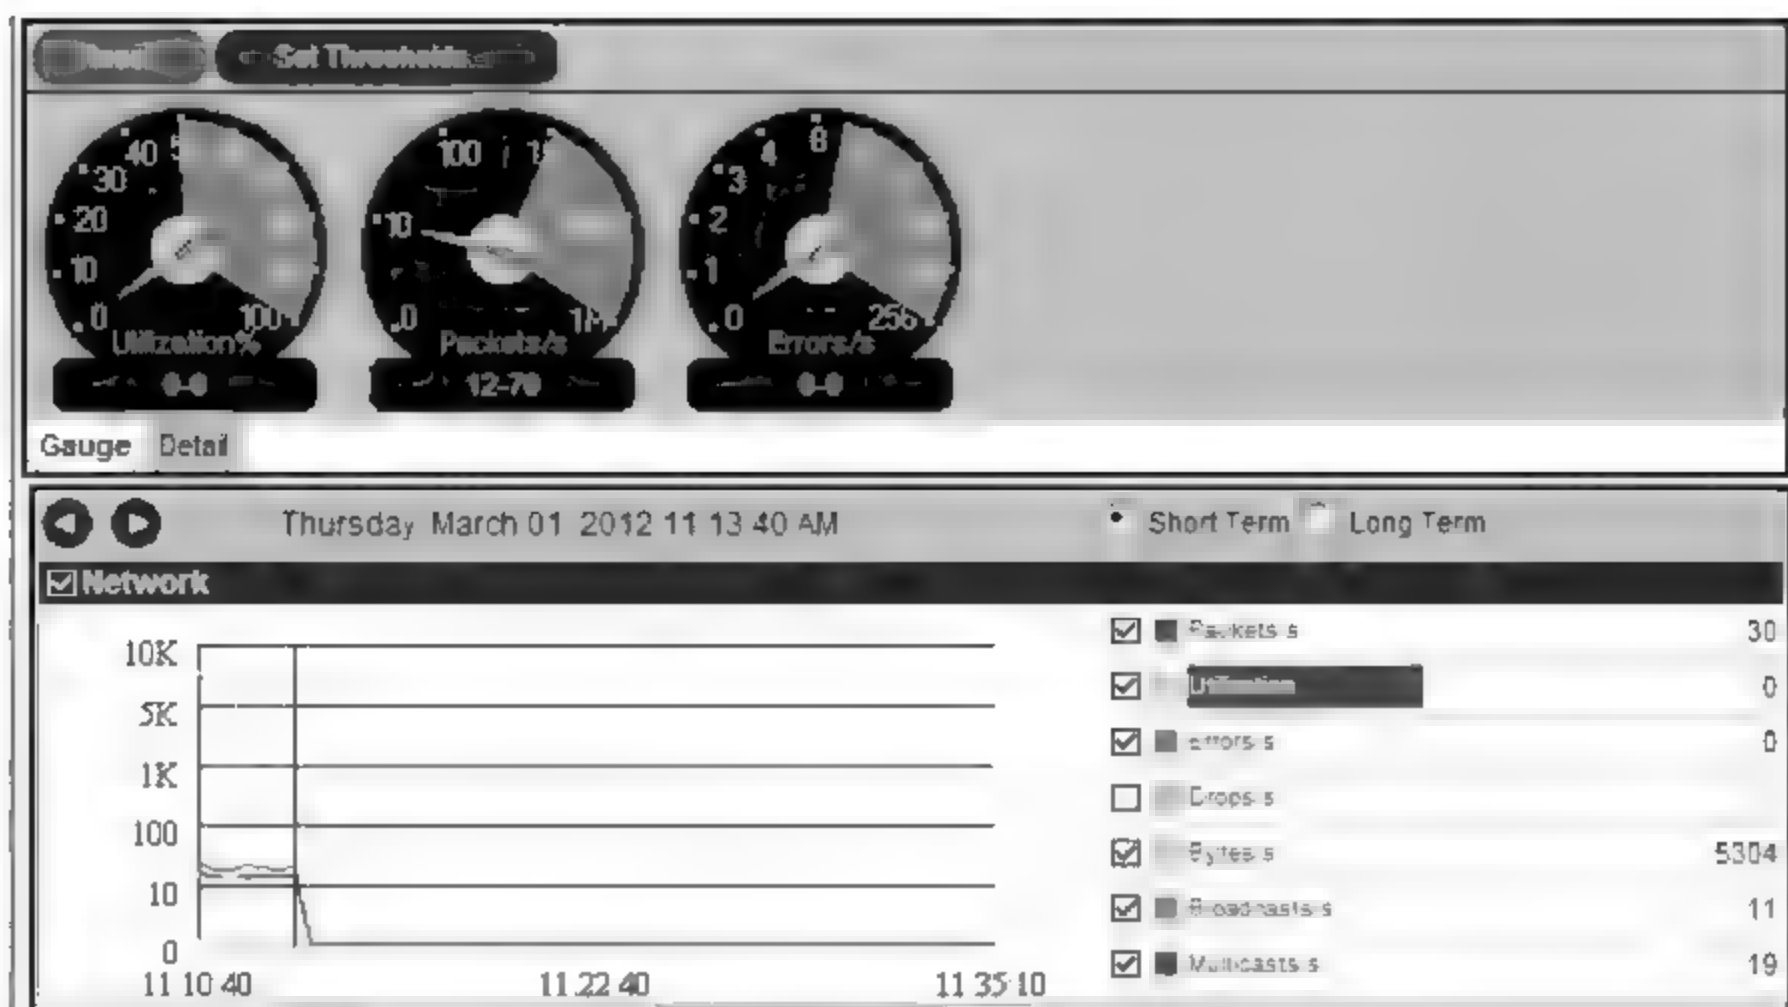 Set Thresholds
40
100
4 6
30
3
20
10
2
10
1
0 100
0
0 256
Utilization%
Packets/s
Errors/s
0-0
12-70
0-0
Gauge Detail
Thursday March 01 2012 11 13 40 AM
Short Term Long Term
Network
10K
5K
1K
100
10
0
11 10 40 11 22 40 11 35 10
Packets s 30
Utilization 0
Errors s 0
Drops s
Bytes s 5304
Broadcasts s 11
Multicasts s 19